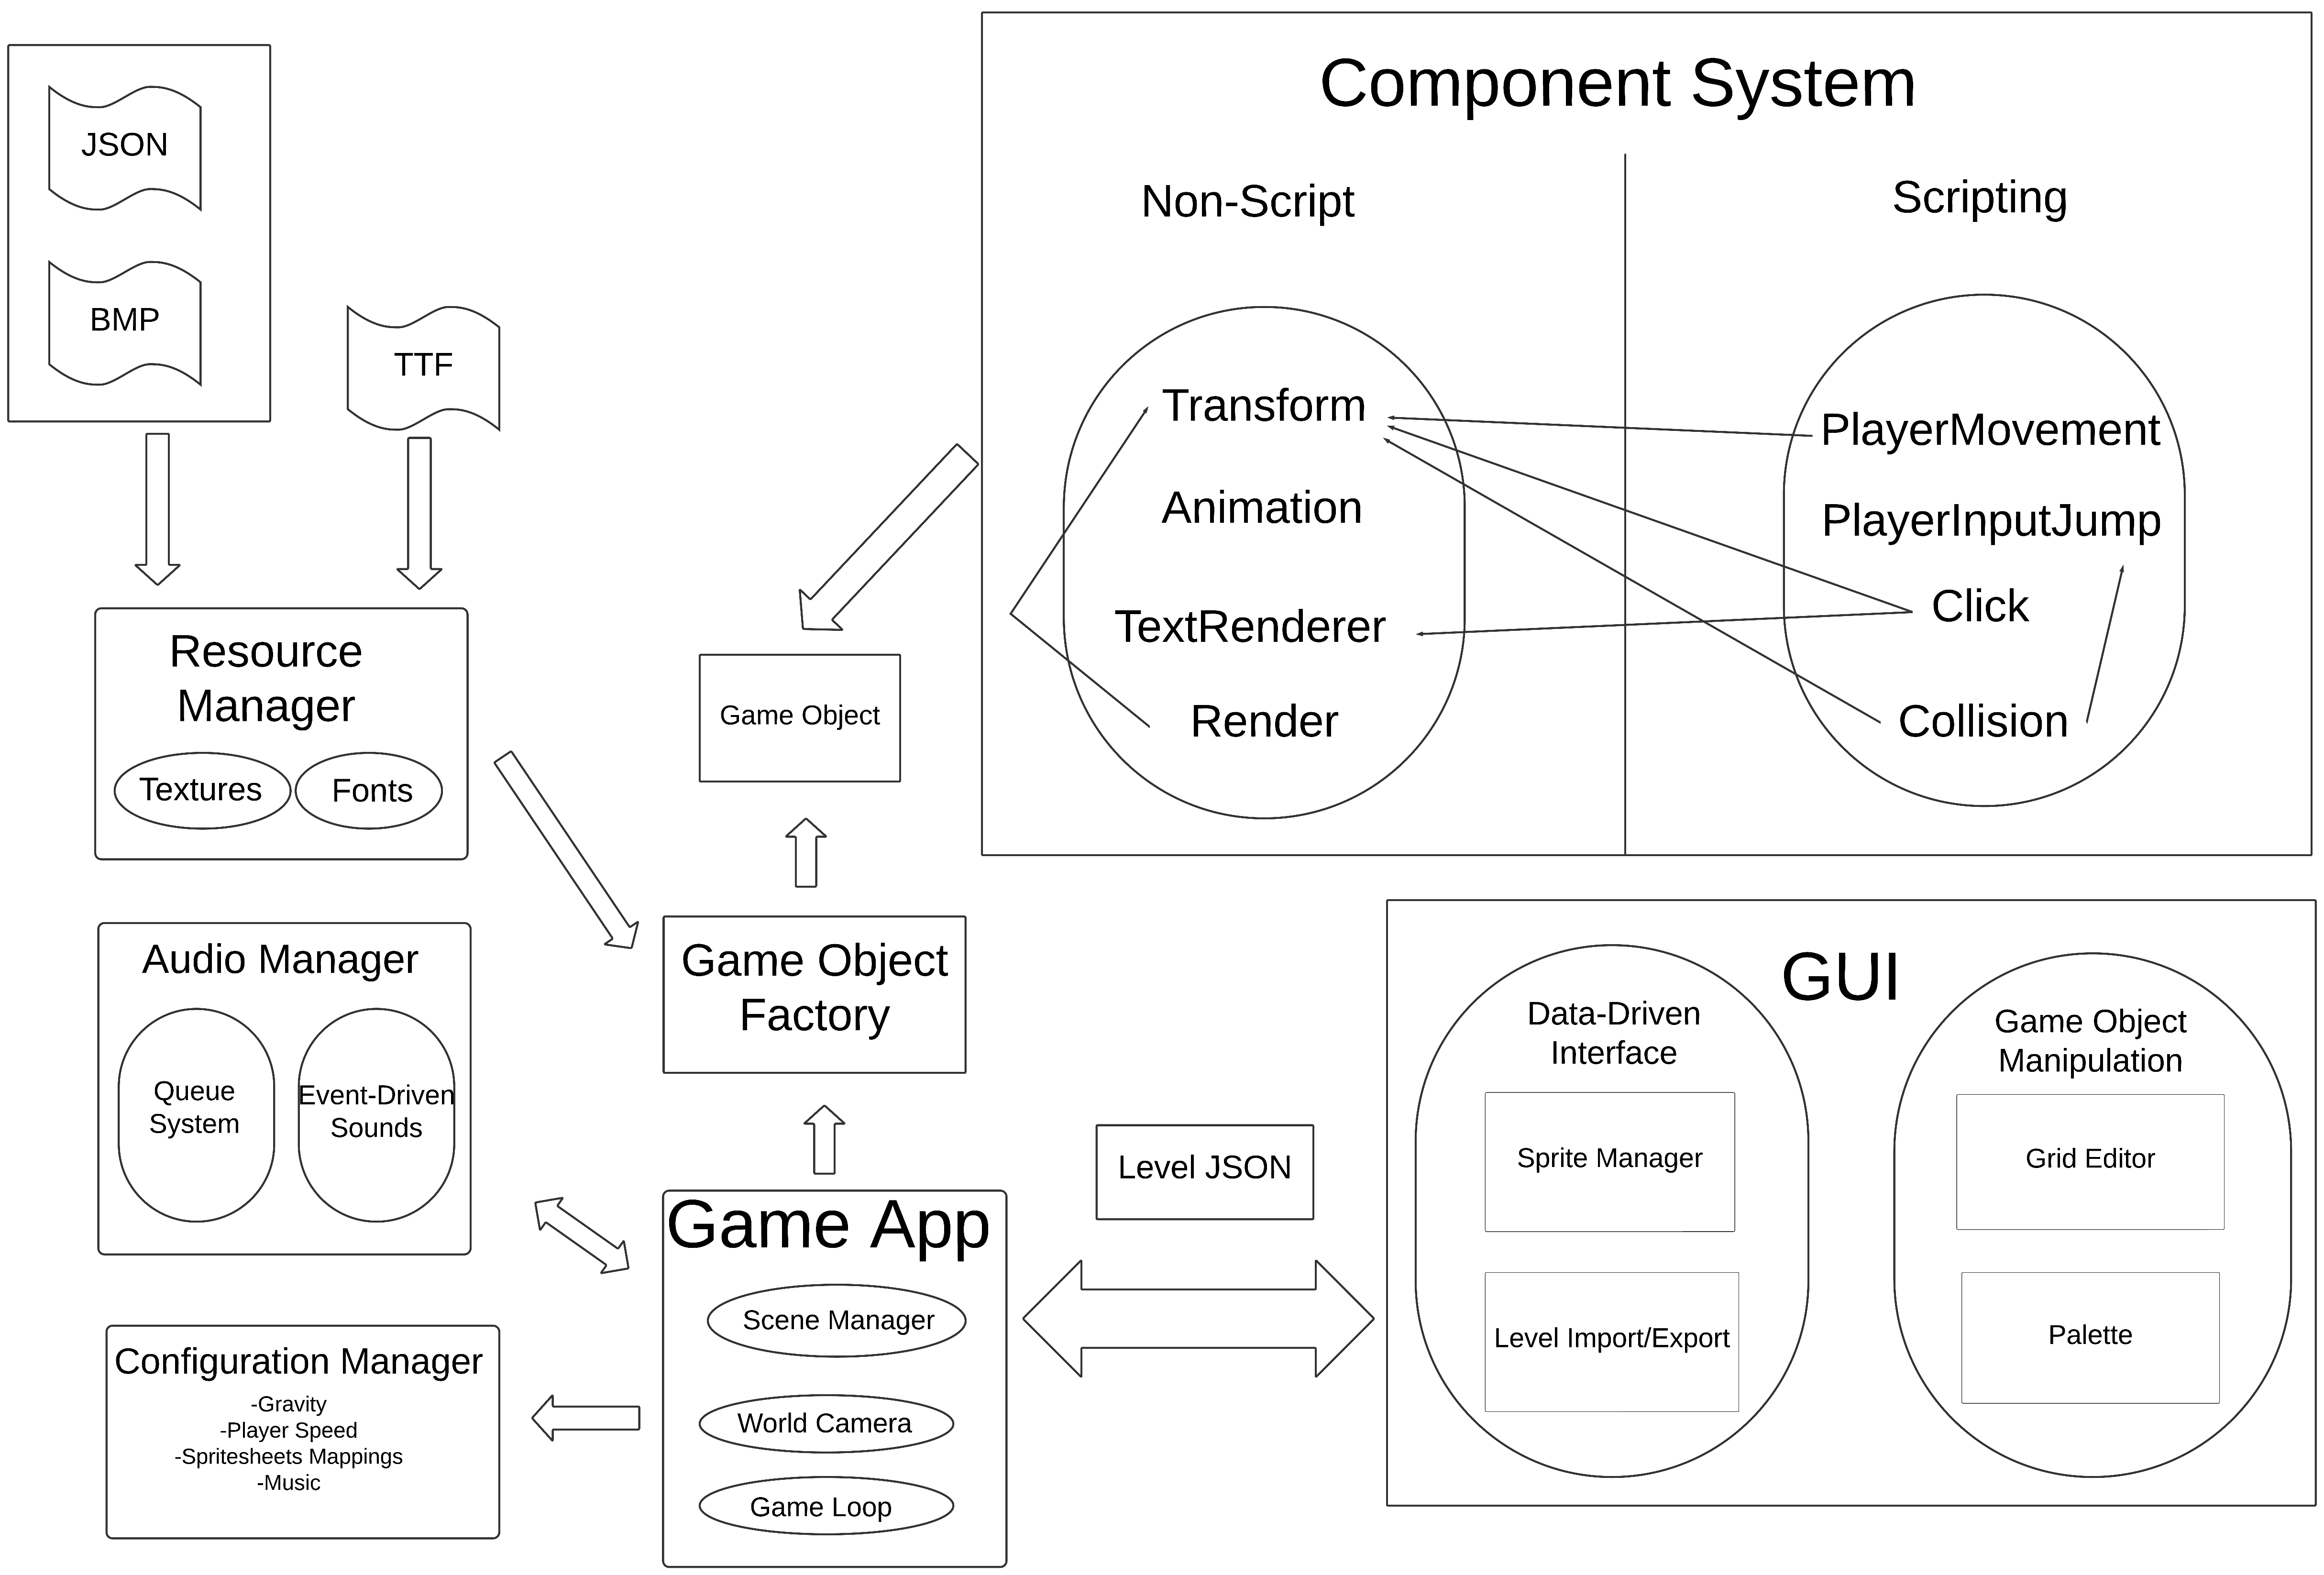 JSON
BMP
TTF
Resource
Manager
Textures
Fonts
Audio Manager
Queue
System
Event-Driven
Sounds
Configuration Manager
-Gravity
-Player Speed
-Spritesheets Mappings
-Music
Game Object
Game Object
Factory
Game App
Scene Manager
World Camera
Game Loop
Component System
Non-Script
Transform
Animation
TextRenderer
Render
Scripting
PlayerMovement
PlayerInputJump
Click
Collision
Level JSON
GUI
Data-Driven
Interface
Sprite Manager
Level Import/Export
Game Object
Manipulation
Grid Editor
Palette